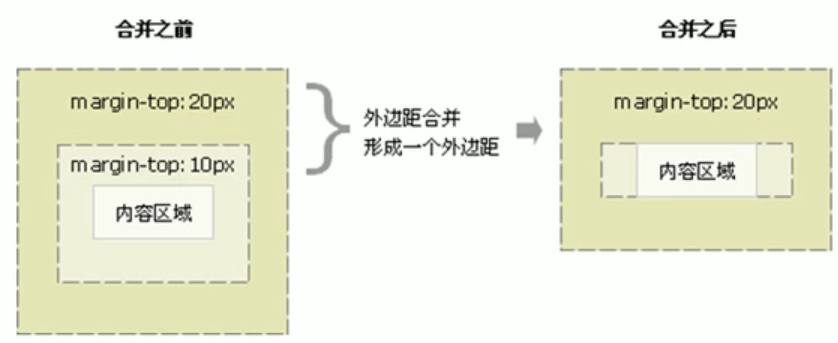 合并之前
合并之后
margin-top: 20px
margin-top: 10px
内容区域
外边距合并
形成一个外边距
margin-top: 20px
内容区域